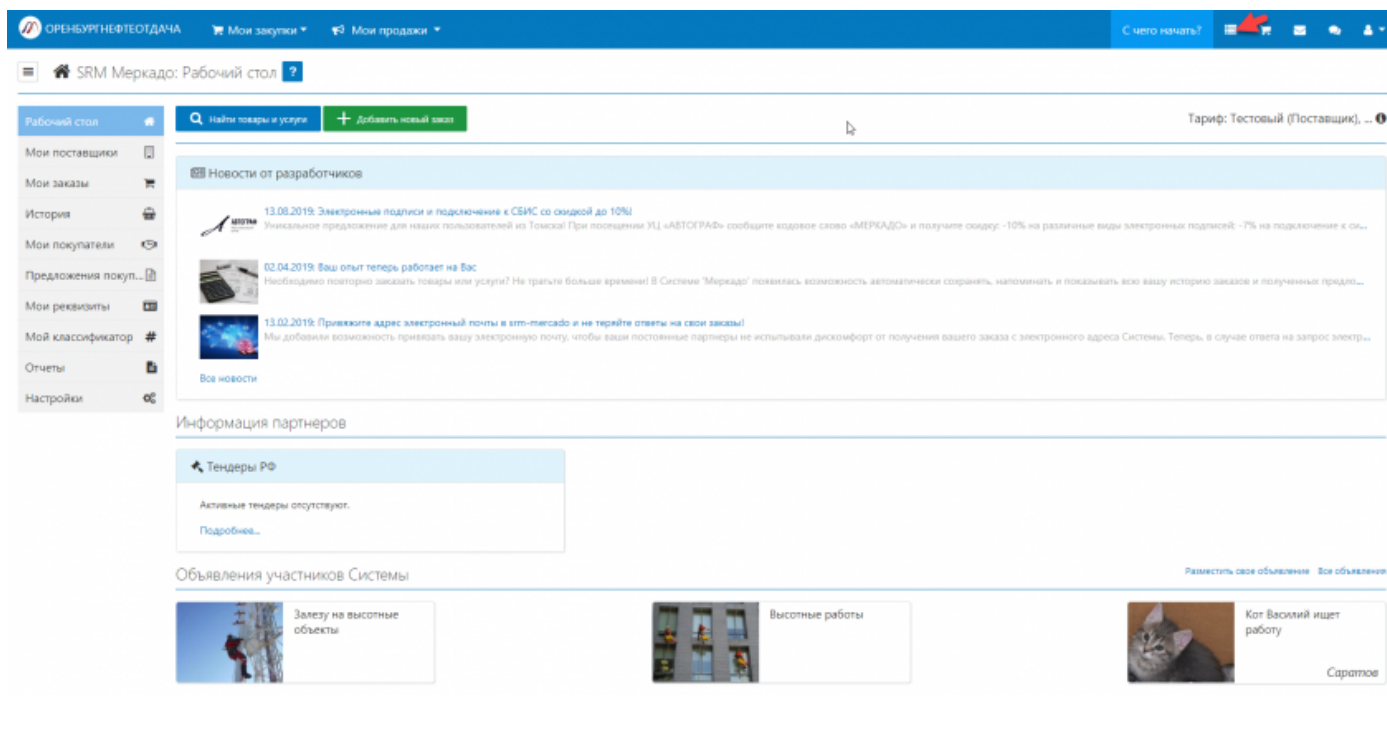 ОРЕНБУРГНЕФТЕОТДАЧА Мои закупки Мои продажи С чего начать?
SRM Меркадо: Рабочий стол ?
Рабочий стол
Мои поставщики
Мои заказы
История
Мои покупатели
Предложения покуп...
Мои реквизиты
Мой классификатор #
Отчеты
Настройки
Найти товары и услуги + Добавить новый заказ Тариф: Тестовый (Поставщик), ...
Новости от разработчиков
АВТОГРАФ
13.08.2019: Электронные подписи и подключение к СБИС со скидкой до 10%!
Уникальное предложение для наших пользователей из Томска! При посещении УЦ «АВТОГРАФ» сообщите кодовое слово «МЕРКАДО» и получите скидку: -10% на различные виды электронных подписей; -7% на подключение к си...
02.04.2019: Ваш опыт теперь работает на Вас
Необходимо повторно заказать товары или услуги? Не тратьте больше времени! В Системе 'Меркадо' появилась возможность автоматически сохранять, напоминать и показывать всю вашу историю заказов и полученных предло...
13.02.2019: Привяжите адрес электронный почты в srm-mercado и не теряйте ответы на свои заказы!
Мы добавили возможность привязать вашу электронную почту, чтобы ваши постоянные партнеры не испытывали дискомфорт от получения вашего заказа с электронного адреса Системы. Теперь, в случае ответа на запрос электр...
Все новости
Информация партнеров
Тендеры РФ
Активные тендеры отсутствуют.
Подробнее...
Объявления участников Системы Разместить свое объявление Все объявления
Залезу на высотные
объекты
Высотные работы
Кот Василий ищет
работу
Саратов